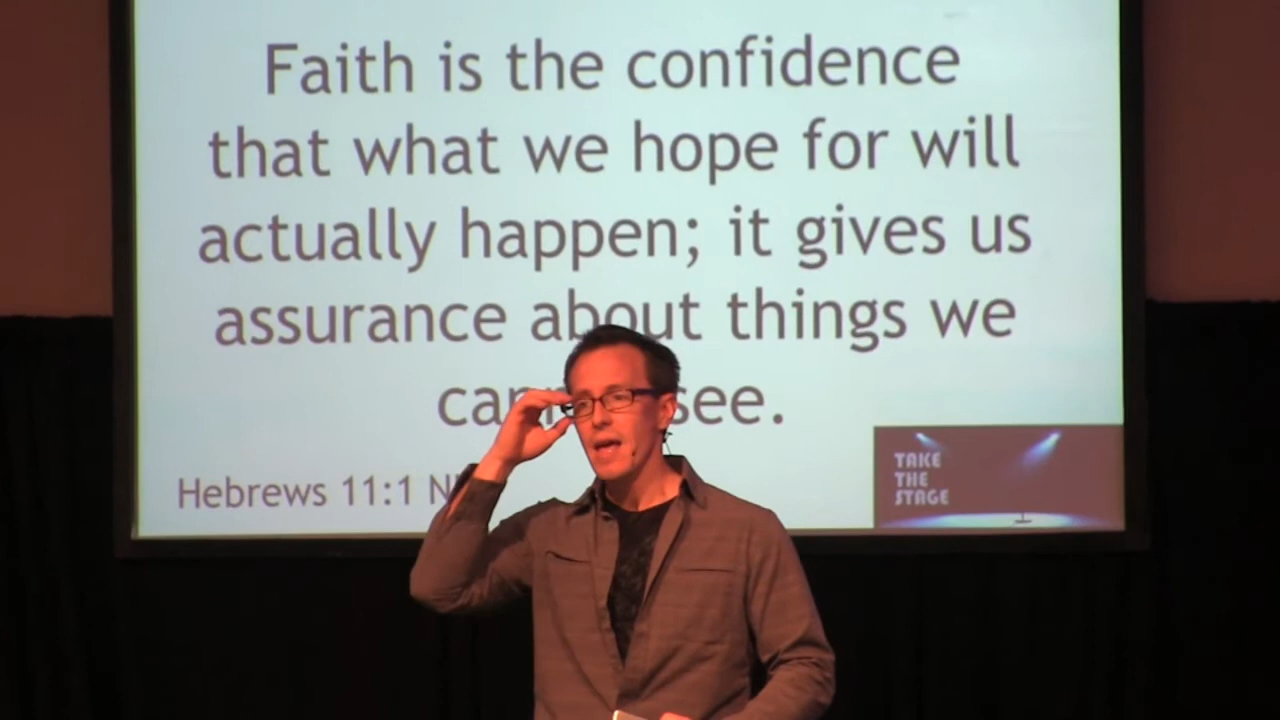 Faith is the confidence
that what we hope for will
actually happen; it gives us
assurance about things we
see.
Hebrews 11:1
TAKE
THE
STAGE